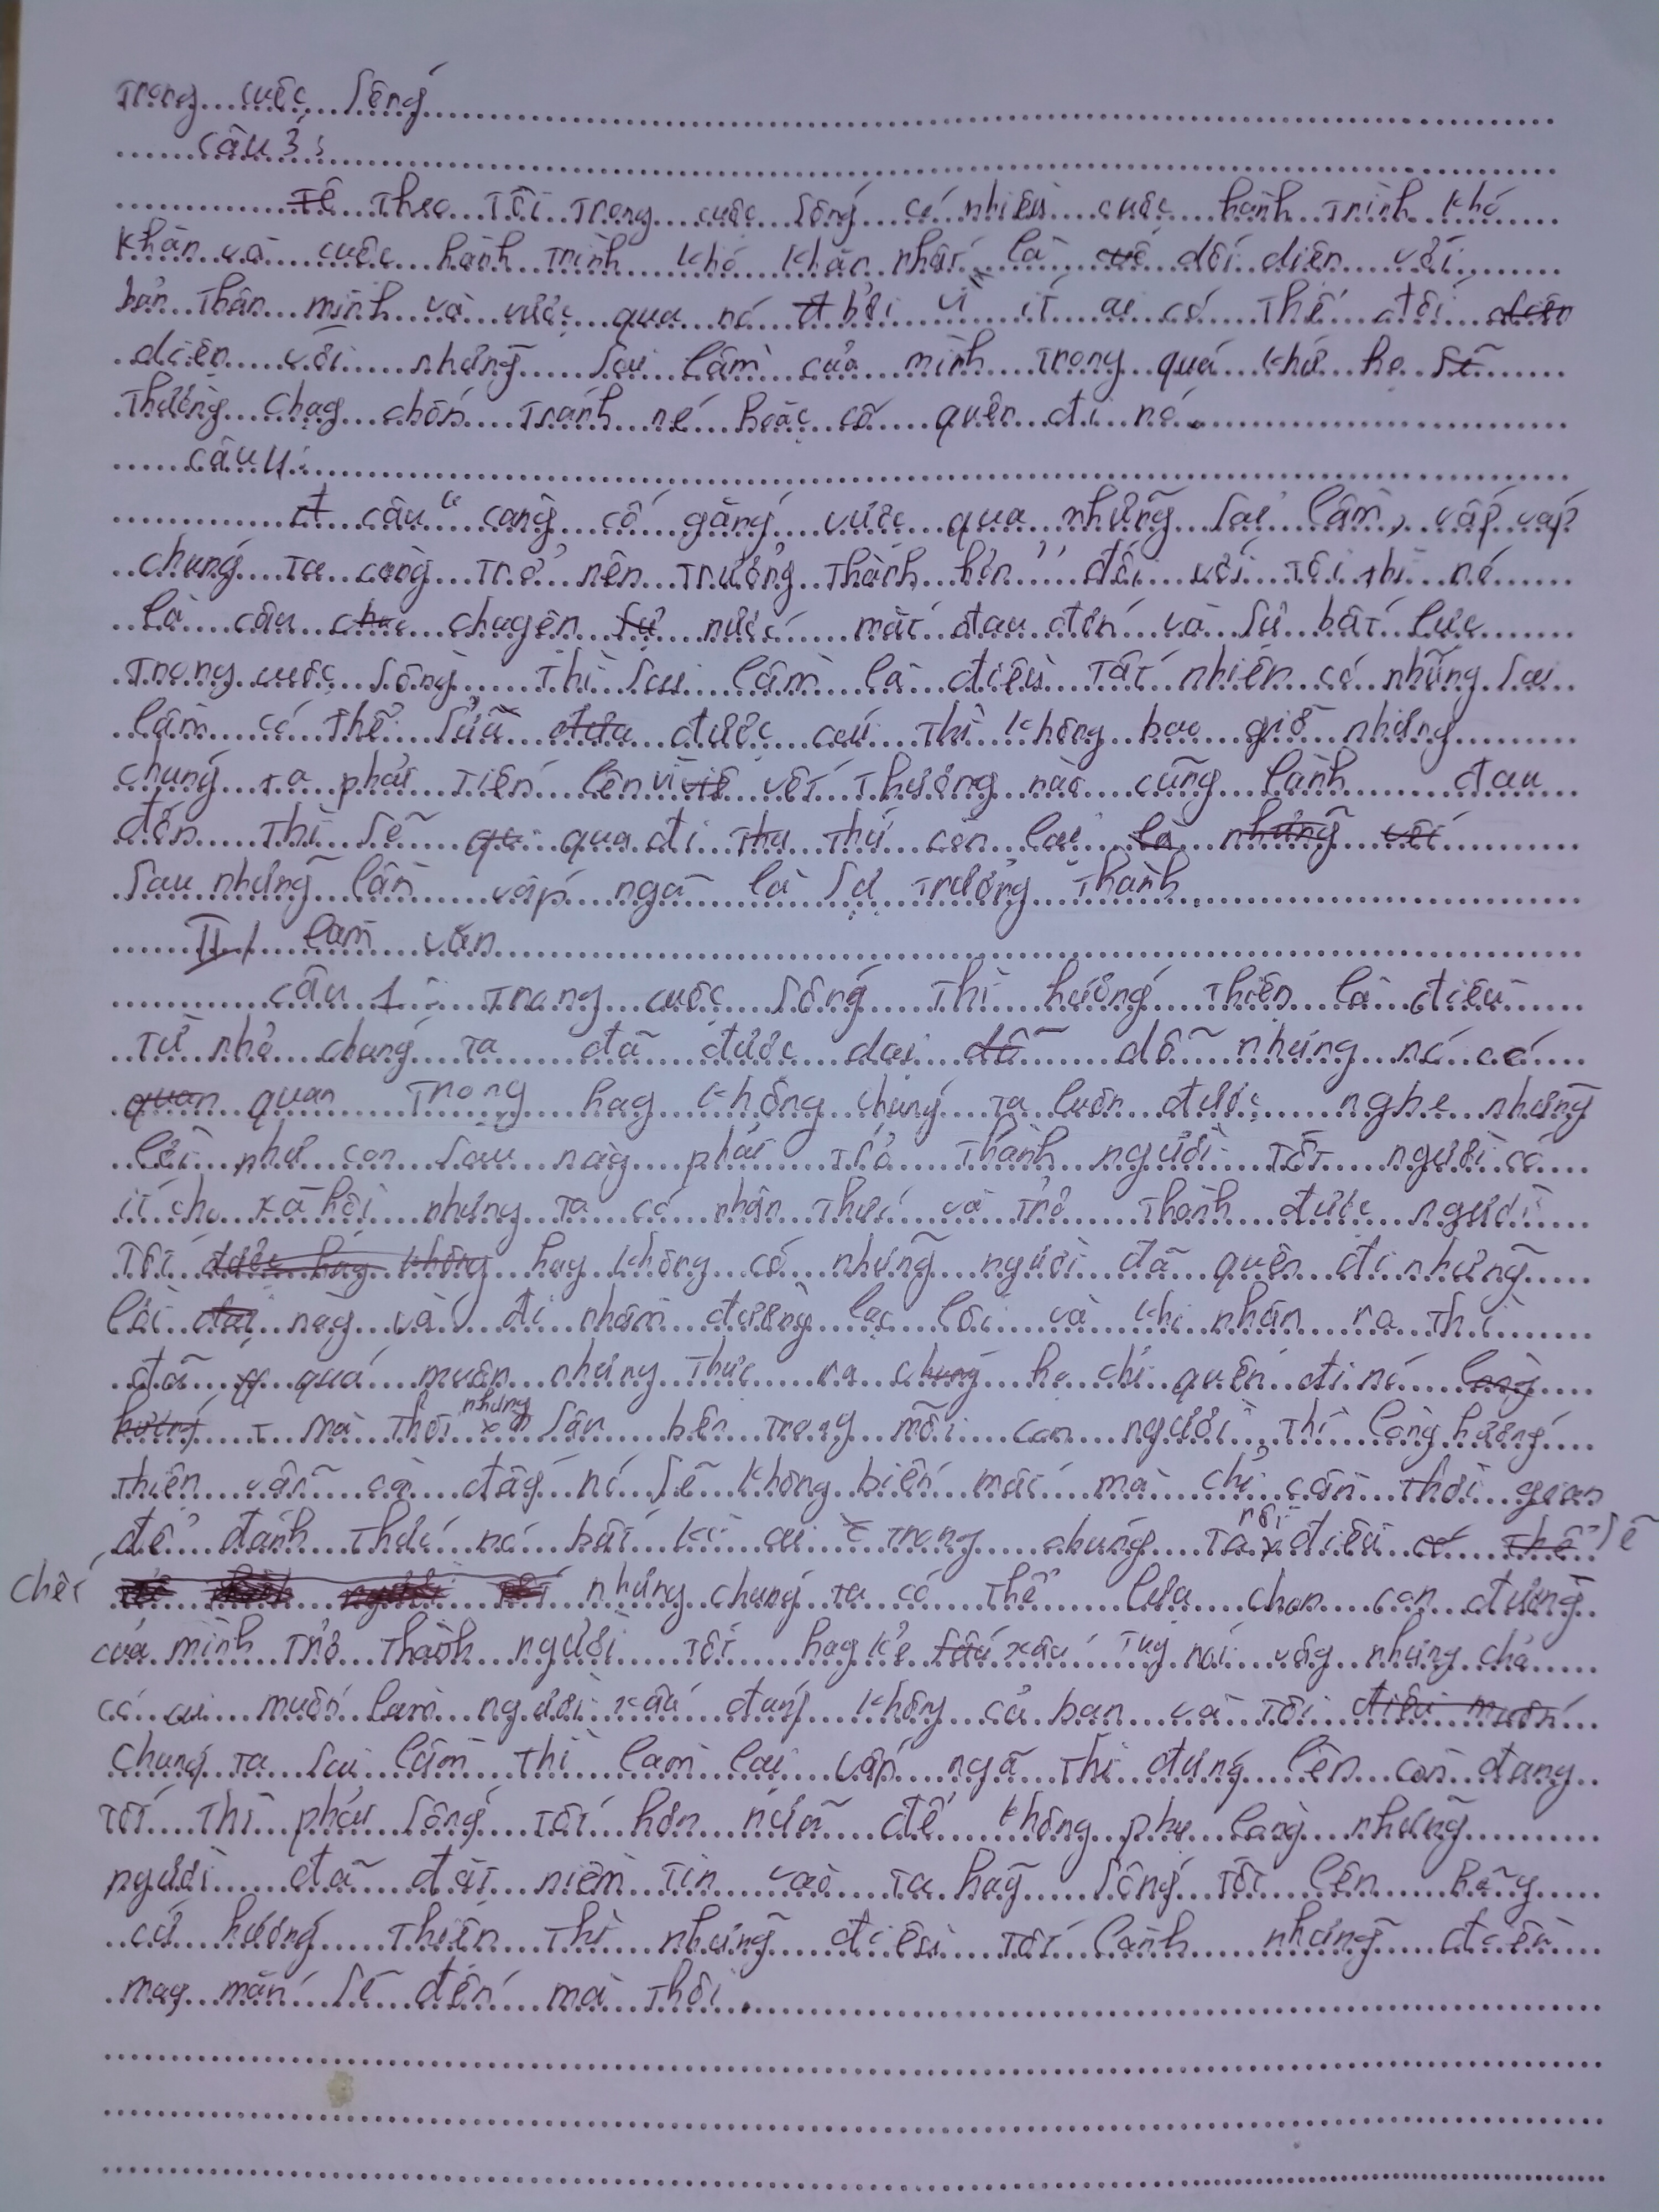 Trong cuộc sống
Câu 3:
Theo tôi trong cuộc sống có nhiều cuộc hành trình khó
khăn và cuộc hành trình khó khăn nhất là đối diện với
bản thân mình và vược qua nó bởi vì ít ai có thể đối
diện với những sai lầm của mình trong quá khứ họ
thường chạy chốn tránh né hoặc cố quên đi nó.
Câu 4:
câu "càng cố gắng vược qua những sai lầm, vấp váp
chúng ta càng trở nên trưởng thành hơn" đối với tôi thì nó
là câu chuyện nước mắt đau đớn và sự bất lực
trong cuộc sống thì sai lầm là điều tất nhiên có những sai
lầm có thể sửa được cái thì không bao giờ nhưng
chúng ta phải tiến lên vì vết thương nào cũng lành đau
đớn thì sẽ qua đi thứ còn lại
sau những lần vấp ngã là sự trưởng thành
II./ làm văn
câu 1: Trong cuộc sống thì hướng thiện là điều
từ nhỏ chúng ta đã được dại dỗ nhưng nó có
quan trọng hay không chúng ta luôn được nghe những
lời như con sau này phải trở thành người tốt người có
ít cho xã hội nhưng ta có nhận thức và trở thành được người
tốt hay không có những người đã quên đi những
lời này và đi nhầm đường lạc lối và khi nhận ra thì
đã quá muộn nhưng thực ra họ chỉ quên đi nó
mà thôi nhưng sâu bên trong mỗi con người thì lòng hướng
thiện vẫn còn đấy nó sẽ không biến mất mà chỉ cần thời gian
để đánh thức nó bất kì ai trong chúng ta rồi điều sẽ
chết nhưng chúng ta có thể lựa chọn con đường
của mình trở thành người tốt hay kẻ xấu tuy nói vậy nhưng chả
có ai muốn làm người xấu đúng không cả bạn và tôi
chúng ta sai lầm thì làm lại vấp ngã thì đứng lên còn đang
tốt thì phải sống tốt hơn nữa để không phụ lòng những
người đã đặt niềm tin vào ta hãy sống tốt lên hãy
cứ hướng thiện thì những điều tốt lành những điều
may mắn sẽ đến mà thôi.